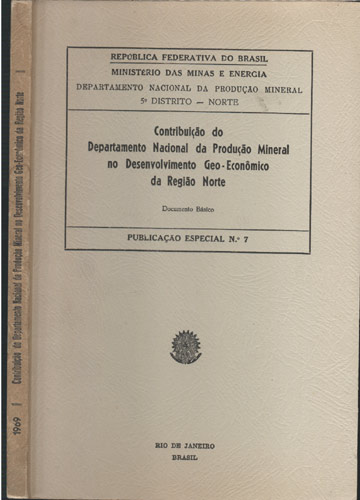 REPÚBLICA FEDERATIVA DO BRASIL
MINISTÉRIO DAS MINAS E ENERGIA
DEPARTAMENTO NACIONAL DA PRODUÇÃO MINERAL
5º DISTRITO — NORTE
Contribuição do
Departamento Nacional da Produção Mineral
no Desenvolvimento Geo-Econômico
da Região Norte
Documento Básico
PUBLICAÇÃO ESPECIAL N.º 7
RIO DE JANEIRO
BRASIL
1969 | Constituição do Departamento Nacional de Produção Mineral no Desenvolvimento Geo-Econômico da Região Norte |